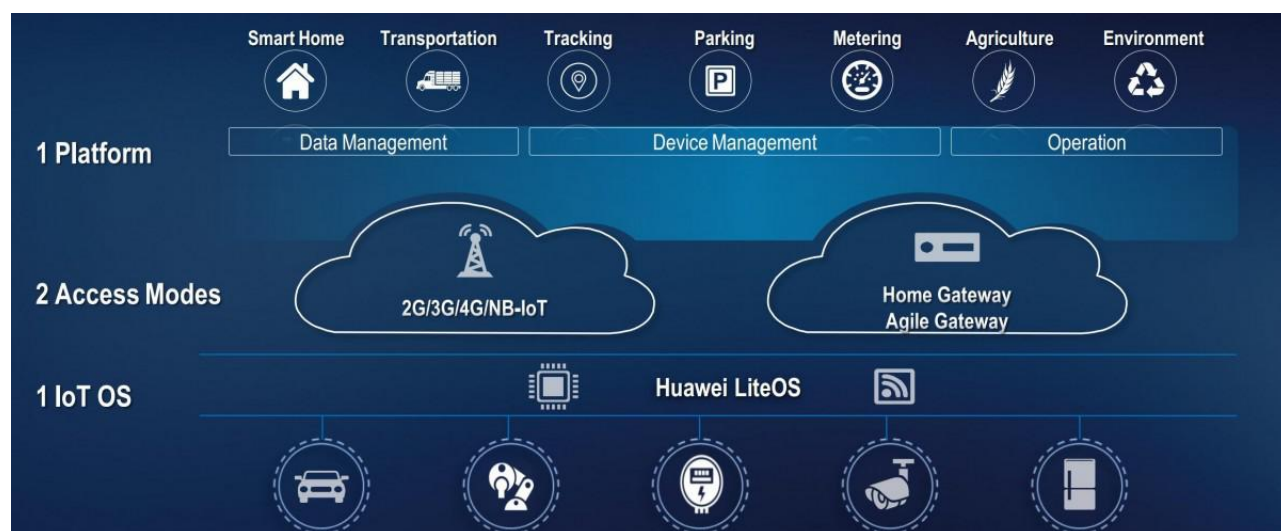 Smart Home Transportation Tracking Parking Metering Agriculture Environment
P
1 Platform
Data Management Device Management Operation
2 Access Modes
2G/3G/4G/NB-IoT
Home Gateway
Agile Gateway
1 IoT OS
Huawei LiteOS